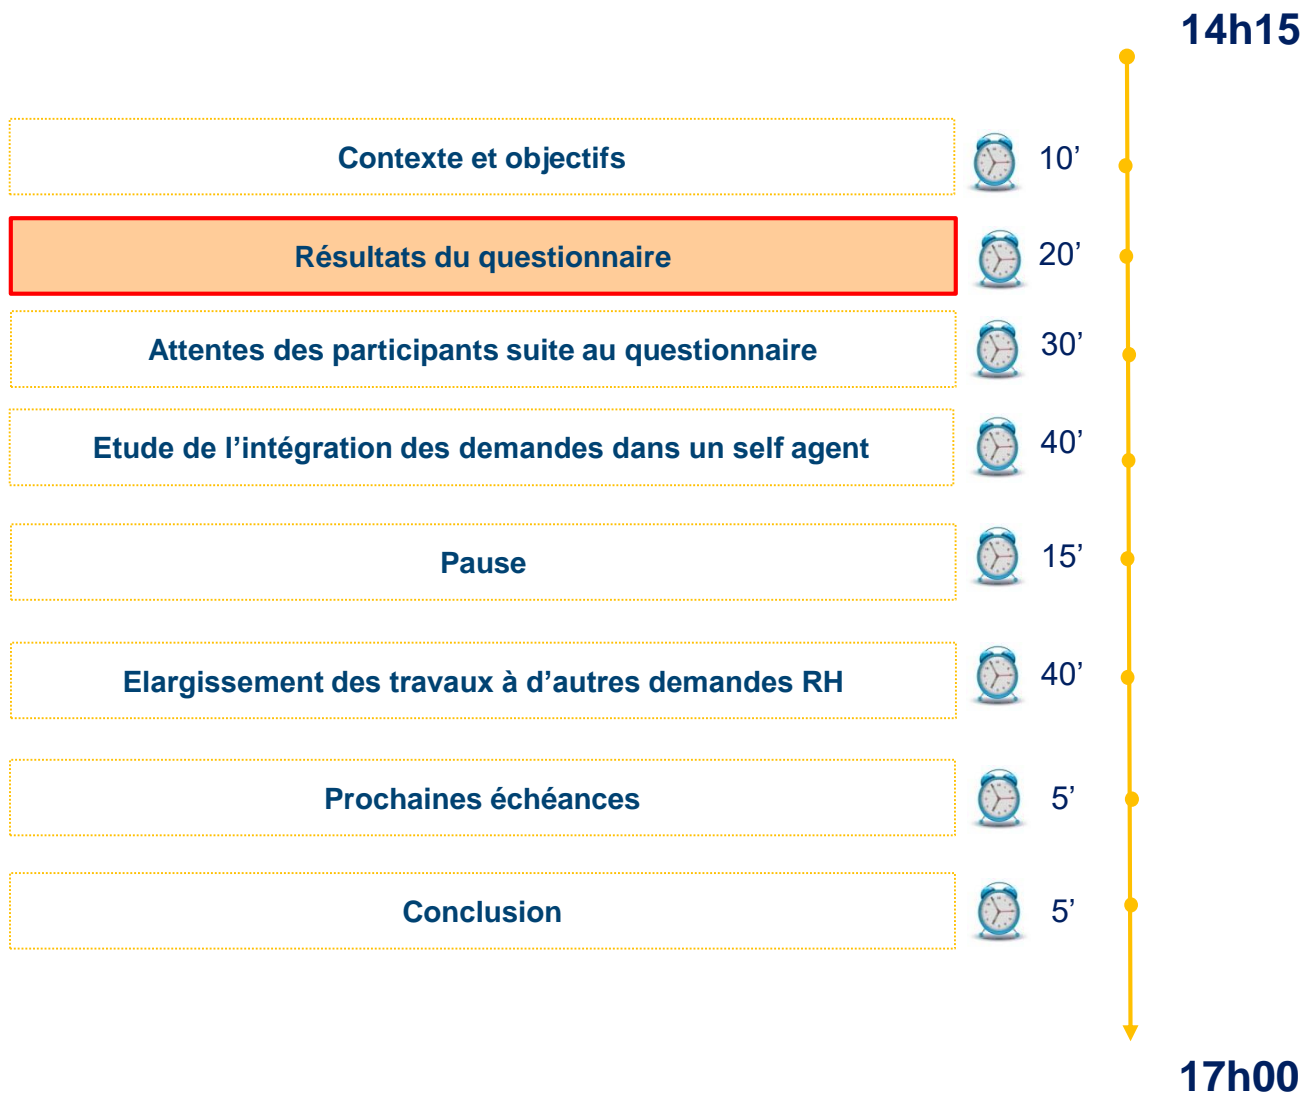 14h15
Contexte et objectifs 10’
Résultats du questionnaire 20’
Attentes des participants suite au questionnaire 30’
Etude de l’intégration des demandes dans un self agent 40’
Pause 15’
Elargissement des travaux à d’autres demandes RH 40’
Prochaines échéances 5’
Conclusion 5’
17h00